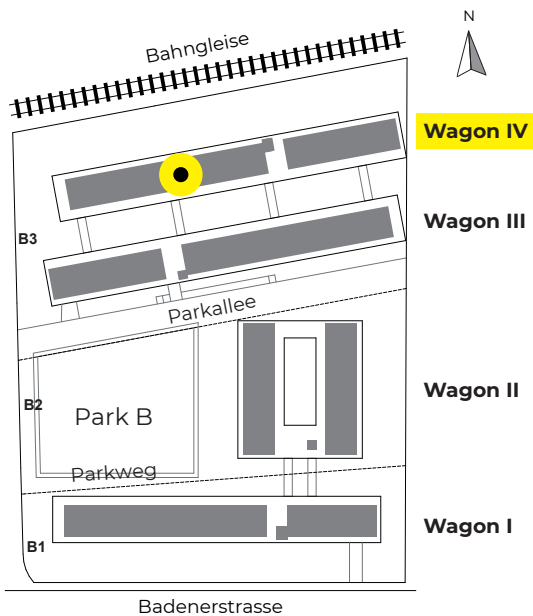 Bahngleise
N
Wagon IV
Wagon III
B3
Parkallee
Wagon II
B2
Park B
Parkweg
Wagon I
B1
Badenerstrasse